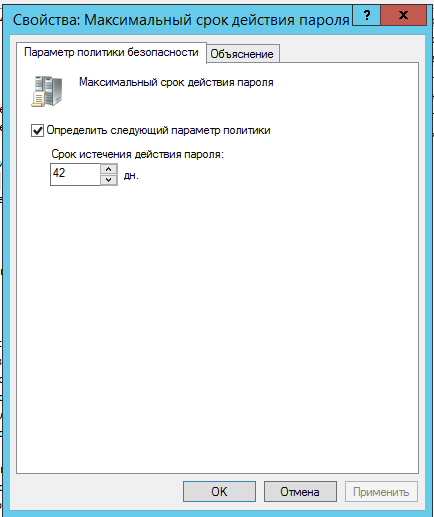 Свойства: Максимальный срок действия пароля ? x
Параметр политики безопасности Объяснение
Максимальный срок действия пароля
Определить следующий параметр политики
Срок истечения действия пароля:
42 дн.
OK Отмена Применить